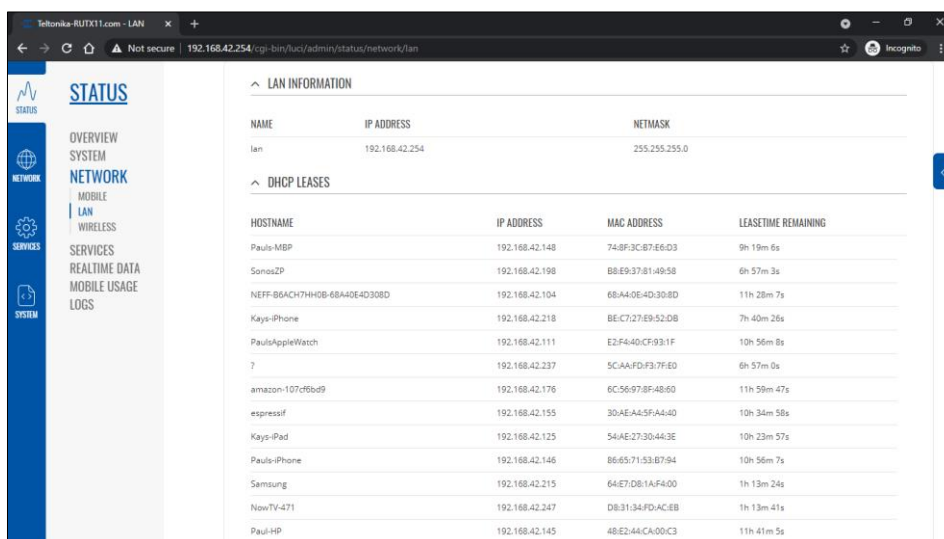 Teltonika-RUTX11.com - LAN
Not secure | 192.168.42.254/cgi-bin/luci/admin/status/network/lan
Incognito
STATUS
NETWORK
SERVICES
SYSTEM
STATUS
OVERVIEW
SYSTEM
NETWORK
MOBILE
LAN
WIRELESS
SERVICES
REALTIME DATA
MOBILE USAGE
LOGS
LAN INFORMATION
NAME IP ADDRESS NETMASK
lan 192.168.42.254 255.255.255.0
DHCP LEASES
HOSTNAME IP ADDRESS MAC ADDRESS LEASETIME REMAINING
Pauls-MBP 192.168.42.148 74:8F:3C:B7:E6:D3 9h 19m 6s
SonosZP 192.168.42.198 B8:E9:37:81:49:58 6h 57m 3s
NEFF-B6ACH7HH0B-68A40E4D308D 192.168.42.104 68:A4:0E:4D:30:8D 11h 28m 7s
Kays-iPhone 192.168.42.218 BE:C7:27:E9:52:DB 7h 40m 26s
PaulsAppleWatch 192.168.42.111 E2:F4:40:CF:93:1F 10h 56m 8s
? 192.168.42.237 5C:AA:FD:F3:7F:E0 6h 57m 0s
amazon-107cf6bd9 192.168.42.176 6C:56:97:8F:48:60 11h 59m 47s
espressif 192.168.42.155 30:AE:A4:5F:A4:40 10h 34m 58s
Kays-iPad 192.168.42.125 54:AE:27:30:44:3E 10h 23m 57s
Pauls-iPhone 192.168.42.146 86:65:71:53:B7:94 10h 56m 7s
Samsung 192.168.42.215 64:E7:D8:1A:F4:00 1h 13m 24s
NowTV-471 192.168.42.247 D8:31:34:FD:AC:EB 1h 13m 41s
Paul-HP 192.168.42.145 48:E2:44:CA:00:C3 11h 41m 5s